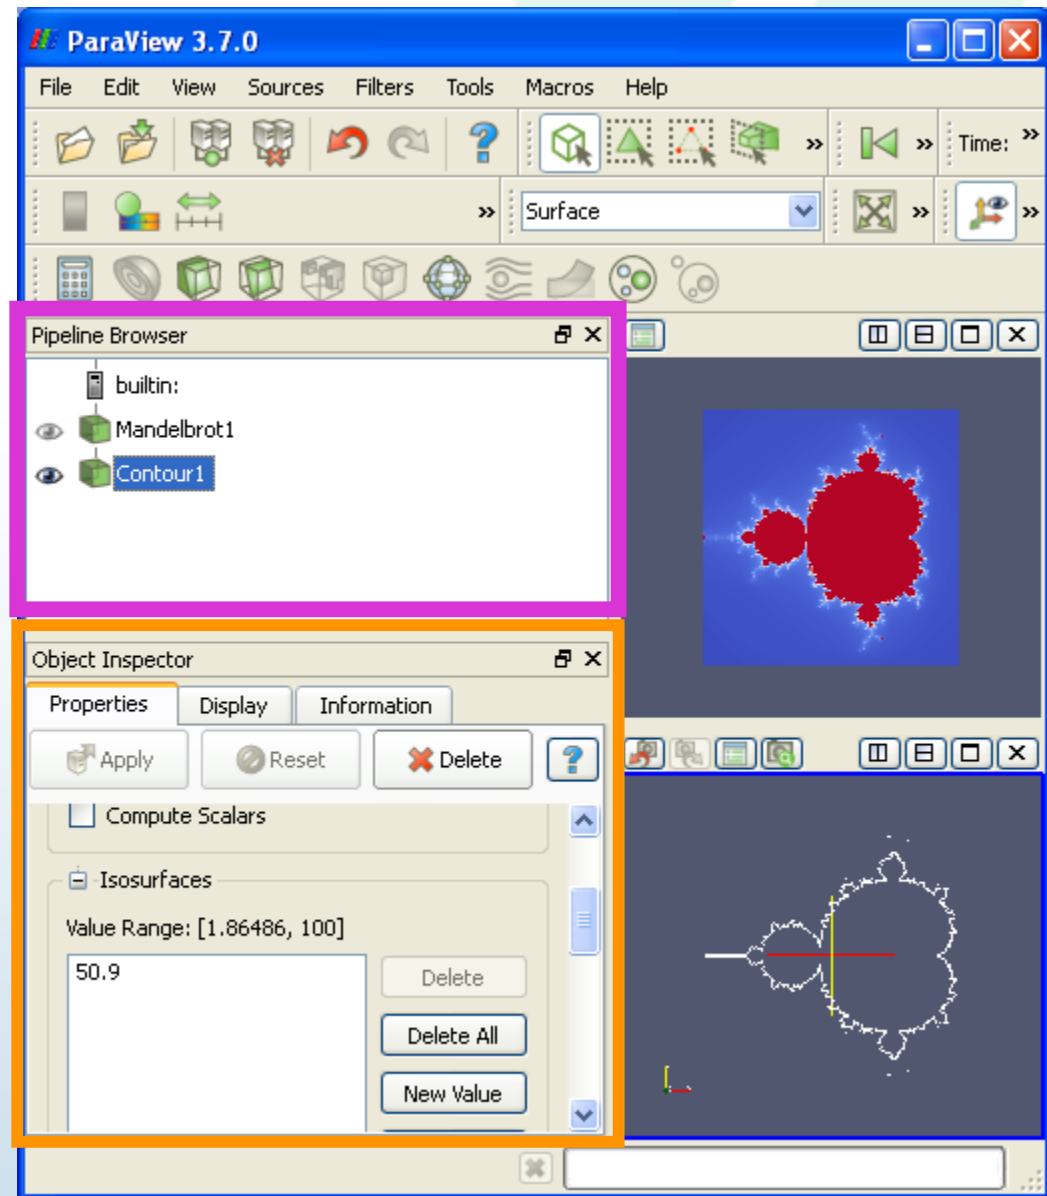 ParaView 3.7.0
File Edit View Sources Filters Tools Macros Help
? » » Time: »
» Surface » »
Pipeline Browser
builtin:
Mandelbrot1
Contour1
Object Inspector
Properties Display Information
Apply Reset Delete ?
Compute Scalars
Isosurfaces
Value Range: [1.86486, 100]
50.9
Delete
Delete All
New Value